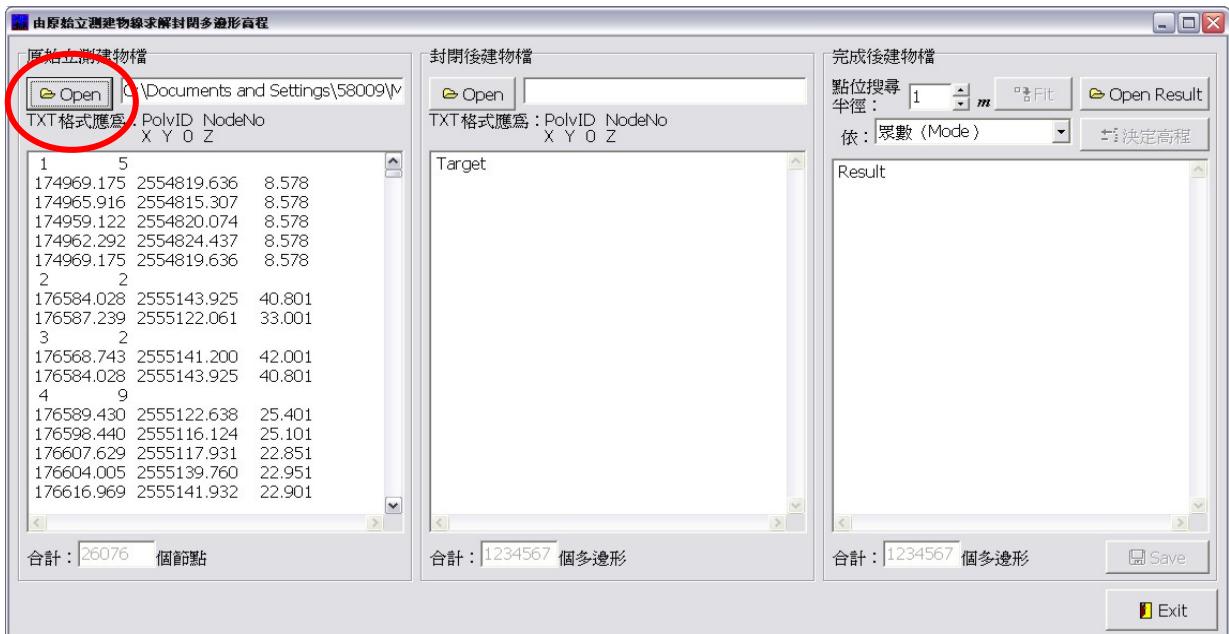 由原始立測建物線求解封閉多邊形高程
原始立測建物檔
Open
C:\Documents and Settings\58009\M
TXT格式應為：PolyID NodeNo
X Y 0 Z
1 5
174969.175 2554819.636 8.578
174965.916 2554815.307 8.578
174959.122 2554820.074 8.578
174962.292 2554824.437 8.578
174969.175 2554819.636 8.578
2 2
176584.028 2555143.925 40.801
176587.239 2555122.061 33.001
3 2
176568.743 2555141.200 42.001
176584.028 2555143.925 40.801
4 9
176589.430 2555122.638 25.401
176598.440 2555116.124 25.101
176607.629 2555117.931 22.851
176604.005 2555139.760 22.951
176616.969 2555141.932 22.901
合計：26076 個節點
封閉後建物檔
Open
TXT格式應為：PolyID NodeNo
X Y 0 Z
Target
合計：1234567 個多邊形
完成後建物檔
點位搜尋
半徑：
1
m
Fit
Open Result
依：眾數 (Mode)
決定高程
Result
合計：1234567 個多邊形
Save
Exit